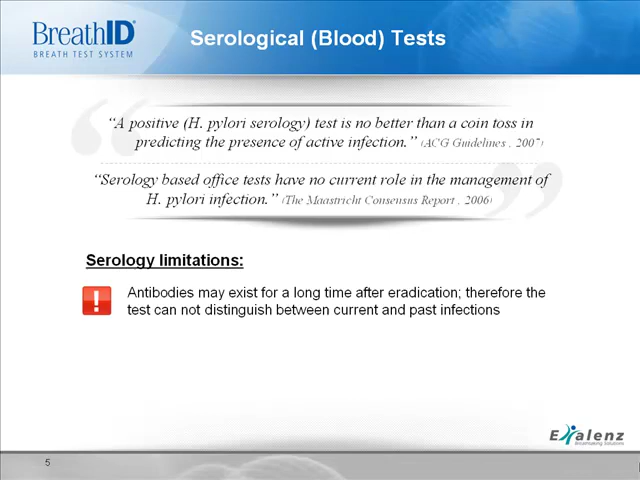 BreathID®
BREATH TEST SYSTEM
Serological (Blood) Tests
“A positive (H. pylori serology) test is no better than a coin toss in
predicting the presence of active infection.” (ACG Guidelines , 2007)
“Serology based office tests have no current role in the management of
H. pylori infection.” (The Maastricht Consensus Report , 2006)
Serology limitations:
! Antibodies may exist for a long time after eradication; therefore the
test can not distinguish between current and past infections
Exalenz
5